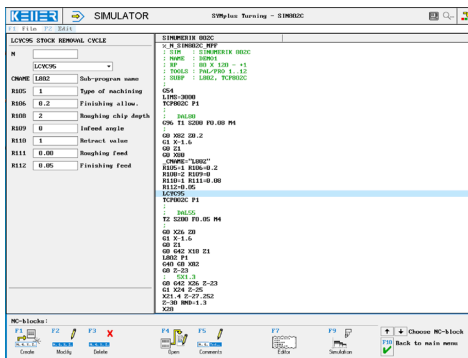 KELLER SIMULATOR SYMplus Turning - SIN802C
F1 File F2 Edit
LCYC95 STOCK REMOVAL CYCLE
N
LCYC95
CNAME L802 Sub-program name
R105 1 Type of machining
R106 0.2 Finishing allow.
R108 2 Roughing chip depth
R109 0 Infeed angle
R110 1 Retract value
R111 0.08 Roughing feed
R112 0.05 Finishing feed
SINUMERIK 802C
%_N_SIN802C_MPF
; SIM : SINUMERIK 802C
; NAME : DEMO1
; RP : 80 X 120 - +1
; TOOLS : PAL/PRO 1..12
; SUBP : L802, TCP802C
;
G54
LIMS=3000
TCP802C P1
;
; DAL80
G96 T1 S200 F0.08 M4
;
G0 X82 Z0.2
G1 X-1.6
G0 Z1
G0 X80
_CNAME="L802"
R105=1 R106=0.2
R108=2 R109=0
R110=1 R111=0.08
R112=0.05
LCYC95
TCP802C P1
;
; DAL55
T2 S200 F0.05 M4
;
G0 X26 Z0
G1 X-1.6
G0 Z1
G0 G42 X10 Z1
L802 P1
G40 G0 X82
G0 Z-23
; 5X1.3
G0 G42 X26 Z-23
G1 X24 Z-25
X21.4 Z-27.252
Z-30 RND=1.3
X28
NC-blocks:
F1 F2 F3 F4 F5 F7 F9 Choose NC-block
F10 Back to main menu
Create Modify Delete Open Comments Editor Simulation